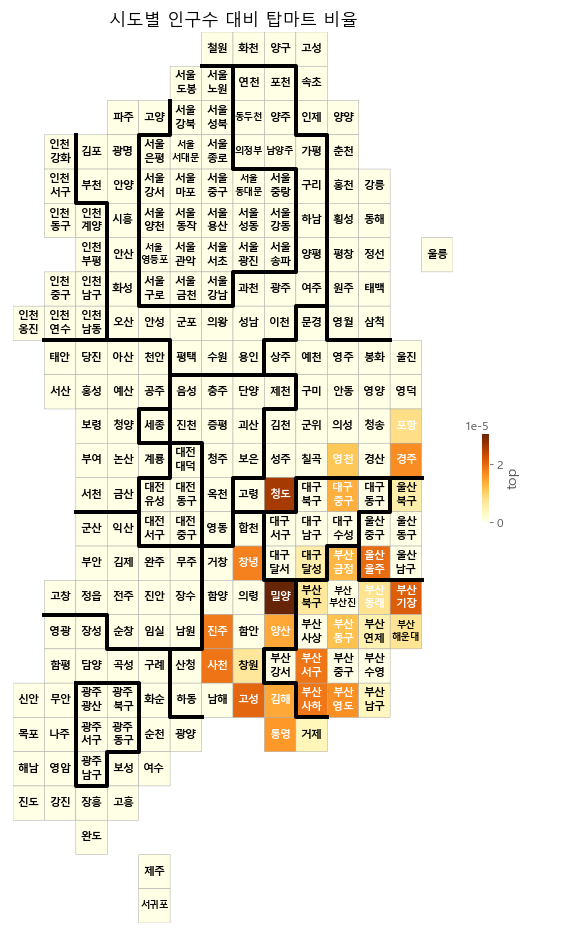 시도별 인구수 대비 탑마트 비율
철원 화천 양구 고성
서울 서울 연천 포천 속초
도봉 노원
파주 고양 서울 서울 동두천 양주 인제 양양
강북 성북
인천 김포 광명 서울 서울 서울 의정부 남양주 가평 춘천
강화 은평 서대문 종로
인천 부천 안양 서울 서울 서울 서울 서울 구리 홍천 강릉
서구 강서 마포 중구 동대문 중랑
인천 인천 시흥 서울 서울 서울 서울 서울 하남 횡성 동해
동구 계양 양천 동작 용산 성동 강동
인천 안산 서울 서울 서울 서울 서울 양평 평창 정선 울릉
부평 영등포 관악 서초 광진 송파
인천 인천 화성 서울 서울 서울 과천 광주 여주 원주 태백
중구 남구 구로 금천 강남
인천 인천 인천 오산 안성 군포 의왕 성남 이천 문경 영월 삼척
옹진 연수 남동
태안 당진 아산 천안 평택 수원 용인 상주 예천 영주 봉화 울진
서산 홍성 예산 공주 음성 충주 단양 제천 구미 안동 영양 영덕
보령 청양 세종 진천 증평 괴산 김천 군위 의성 청송 포항
1e-5
부여 논산 계룡 대전 청주 보은 성주 칠곡 영천 경산 경주
대덕
2
top
서천 금산 대전 대전 옥천 고령 청도 대구 대구 대구 울산
유성 동구 북구 중구 동구 북구
0
군산 익산 대전 대전 영동 합천 대구 대구 대구 울산 울산
서구 중구 서구 남구 수성 중구 동구
부안 김제 완주 무주 거창 창녕 대구 대구 부산 울산 울산
달서 달성 금정 울주 남구
고창 정읍 전주 진안 장수 함양 의령 밀양 부산 부산 부산 부산
북구 부산진 동래 기장
영광 장성 순창 임실 남원 진주 함안 양산 부산 부산 부산 부산
사상 동구 연제 해운대
함평 담양 곡성 구례 산청 사천 창원 부산 부산 부산 부산
강서 서구 중구 수영
신안 무안 광주 광주 화순 하동 남해 고성 김해 부산 부산 부산
광산 북구 사하 영도 남구
목포 나주 광주 광주 순천 광양 통영 거제
서구 동구
해남 영암 광주 보성 여수
남구
진도 강진 장흥 고흥
완도
제주
서귀포